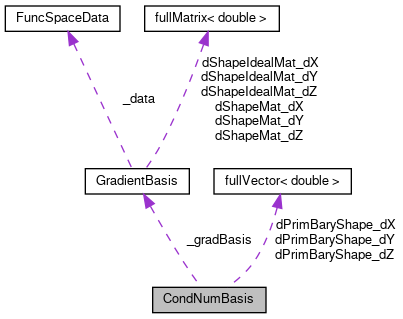 FuncSpaceData
fullMatrix< double >
_data
dShapeIdealMat_dX
dShapeIdealMat_dY
dShapeIdealMat_dZ
dShapeMat_dX
dShapeMat_dY
dShapeMat_dZ
GradientBasis
fullVector< double >
_gradBasis
dPrimBaryShape_dX
dPrimBaryShape_dY
dPrimBaryShape_dZ
CondNumBasis